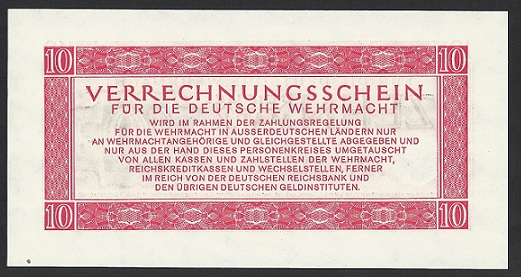 10 10
VERRECHNUNGSSCHEIN
FÜR DIE DEUTSCHE WEHRMACHT
WIRD IM RAHMEN DER ZAHLUNGSREGELUNG
FÜR DIE WEHRMACHT IN AUSSERDEUTSCHEN LÄNDERN NUR
AN WEHRMACHTANGEHÖRIGE UND GLEICHGESTELLTE ABGEGEBEN UND
NUR AUS DER HAND DIESES PERSONENKREISES UMGETAUSCHT
VON ALLEN KASSEN UND ZAHLSTELLEN DER WEHRMACHT,
REICHSKREDITKASSEN UND WECHSELSTELLEN, FERNER
IM REICH VON DER DEUTSCHEN REICHSBANK UND
DEN ÜBRIGEN DEUTSCHEN GELDINSTITUTEN.
10 10